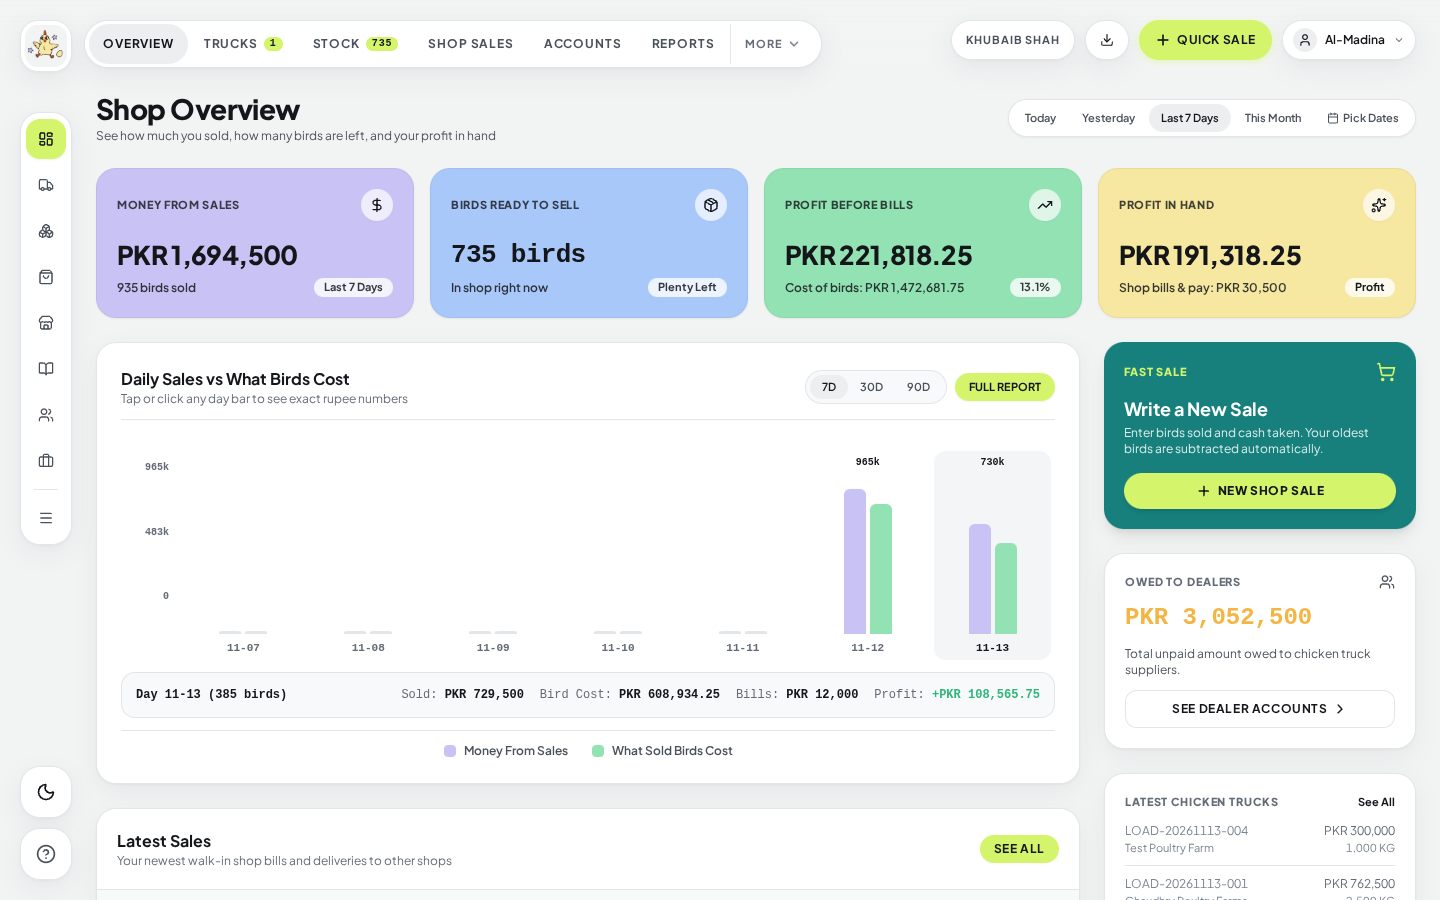 OVERVIEW TRUCKS 1 STOCK 735 SHOP SALES ACCOUNTS REPORTS MORE KHUBAIB SHAH QUICK SALE Al-Madina
Shop Overview
See how much you sold, how many birds are left, and your profit in hand
Today Yesterday Last 7 Days This Month Pick Dates
MONEY FROM SALES
PKR 1,694,500
935 birds sold Last 7 Days
BIRDS READY TO SELL
735 birds
In shop right now Plenty Left
PROFIT BEFORE BILLS
PKR 221,818.25
Cost of birds: PKR 1,472,681.75 13.1%
PROFIT IN HAND
PKR 191,318.25
Shop bills & pay: PKR 30,500 Profit
Daily Sales vs What Birds Cost
Tap or click any day bar to see exact rupee numbers
7D 30D 90D FULL REPORT
965k
483k
0
965k 730k
11-07 11-08 11-09 11-10 11-11 11-12 11-13
Day 11-13 (385 birds) Sold: PKR 729,500 Bird Cost: PKR 608,934.25 Bills: PKR 12,000 Profit: +PKR 108,565.75
Money From Sales What Sold Birds Cost
Latest Sales
Your newest walk-in shop bills and deliveries to other shops
SEE ALL
FAST SALE
Write a New Sale
Enter birds sold and cash taken. Your oldest
birds are subtracted automatically.
NEW SHOP SALE
OWED TO DEALERS
PKR 3,052,500
Total unpaid amount owed to chicken truck
suppliers.
SEE DEALER ACCOUNTS
LATEST CHICKEN TRUCKS See All
LOAD-20261113-004 PKR 300,000
Test Poultry Farm 1,000 KG
LOAD-20261113-001 PKR 762,500
Chaudhry Poultry Farms 2,500 KG